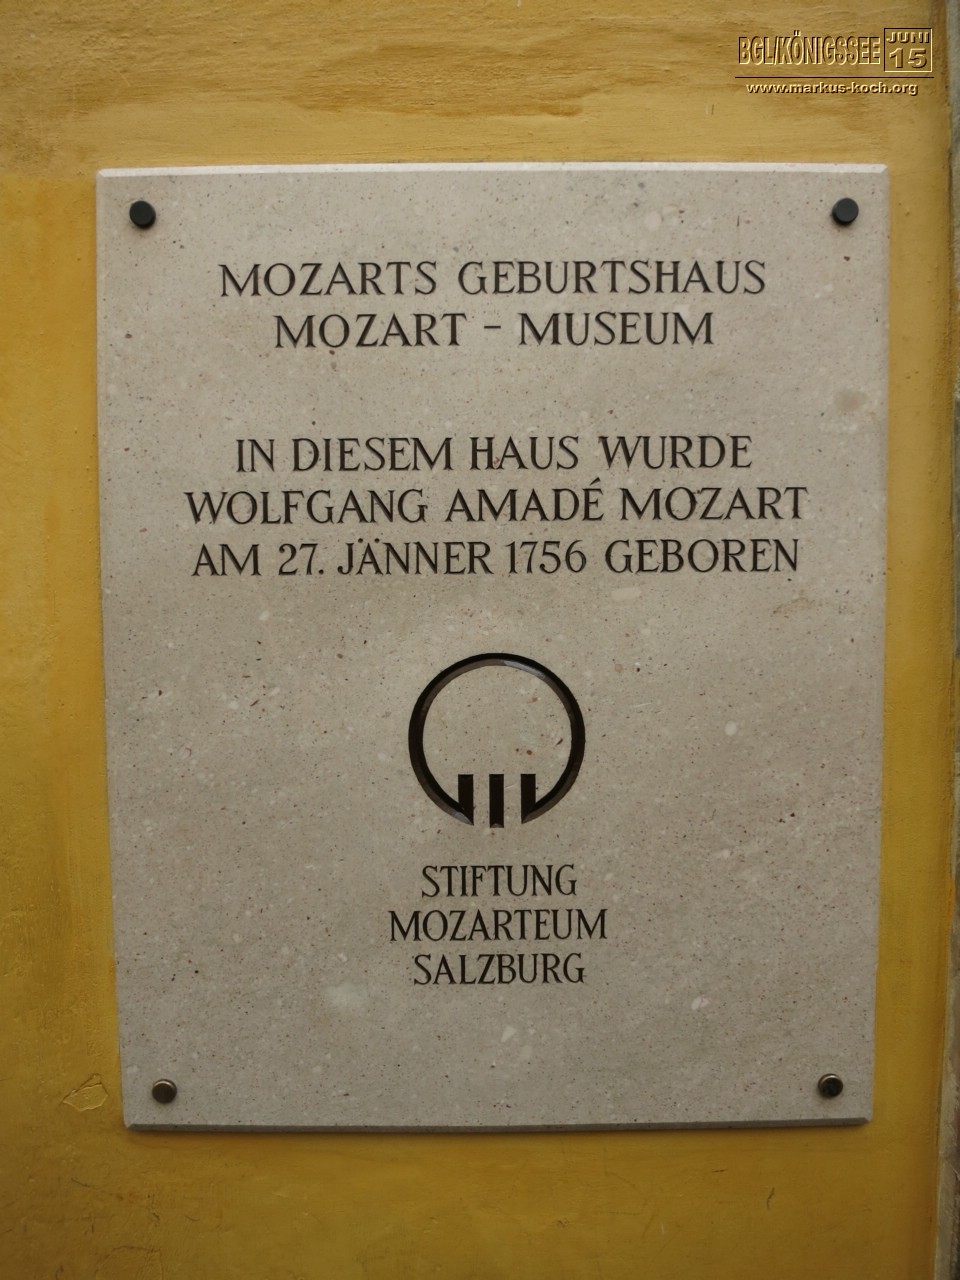 BGL/KÖNIGSSEE JUNI 15
www.markus-koch.org
MOZARTS GEBURTSHAUS
MOZART - MUSEUM
IN DIESEM HAUS WURDE
WOLFGANG AMADÉ MOZART
AM 27. JÄNNER 1756 GEBOREN
STIFTUNG
MOZARTEUM
SALZBURG